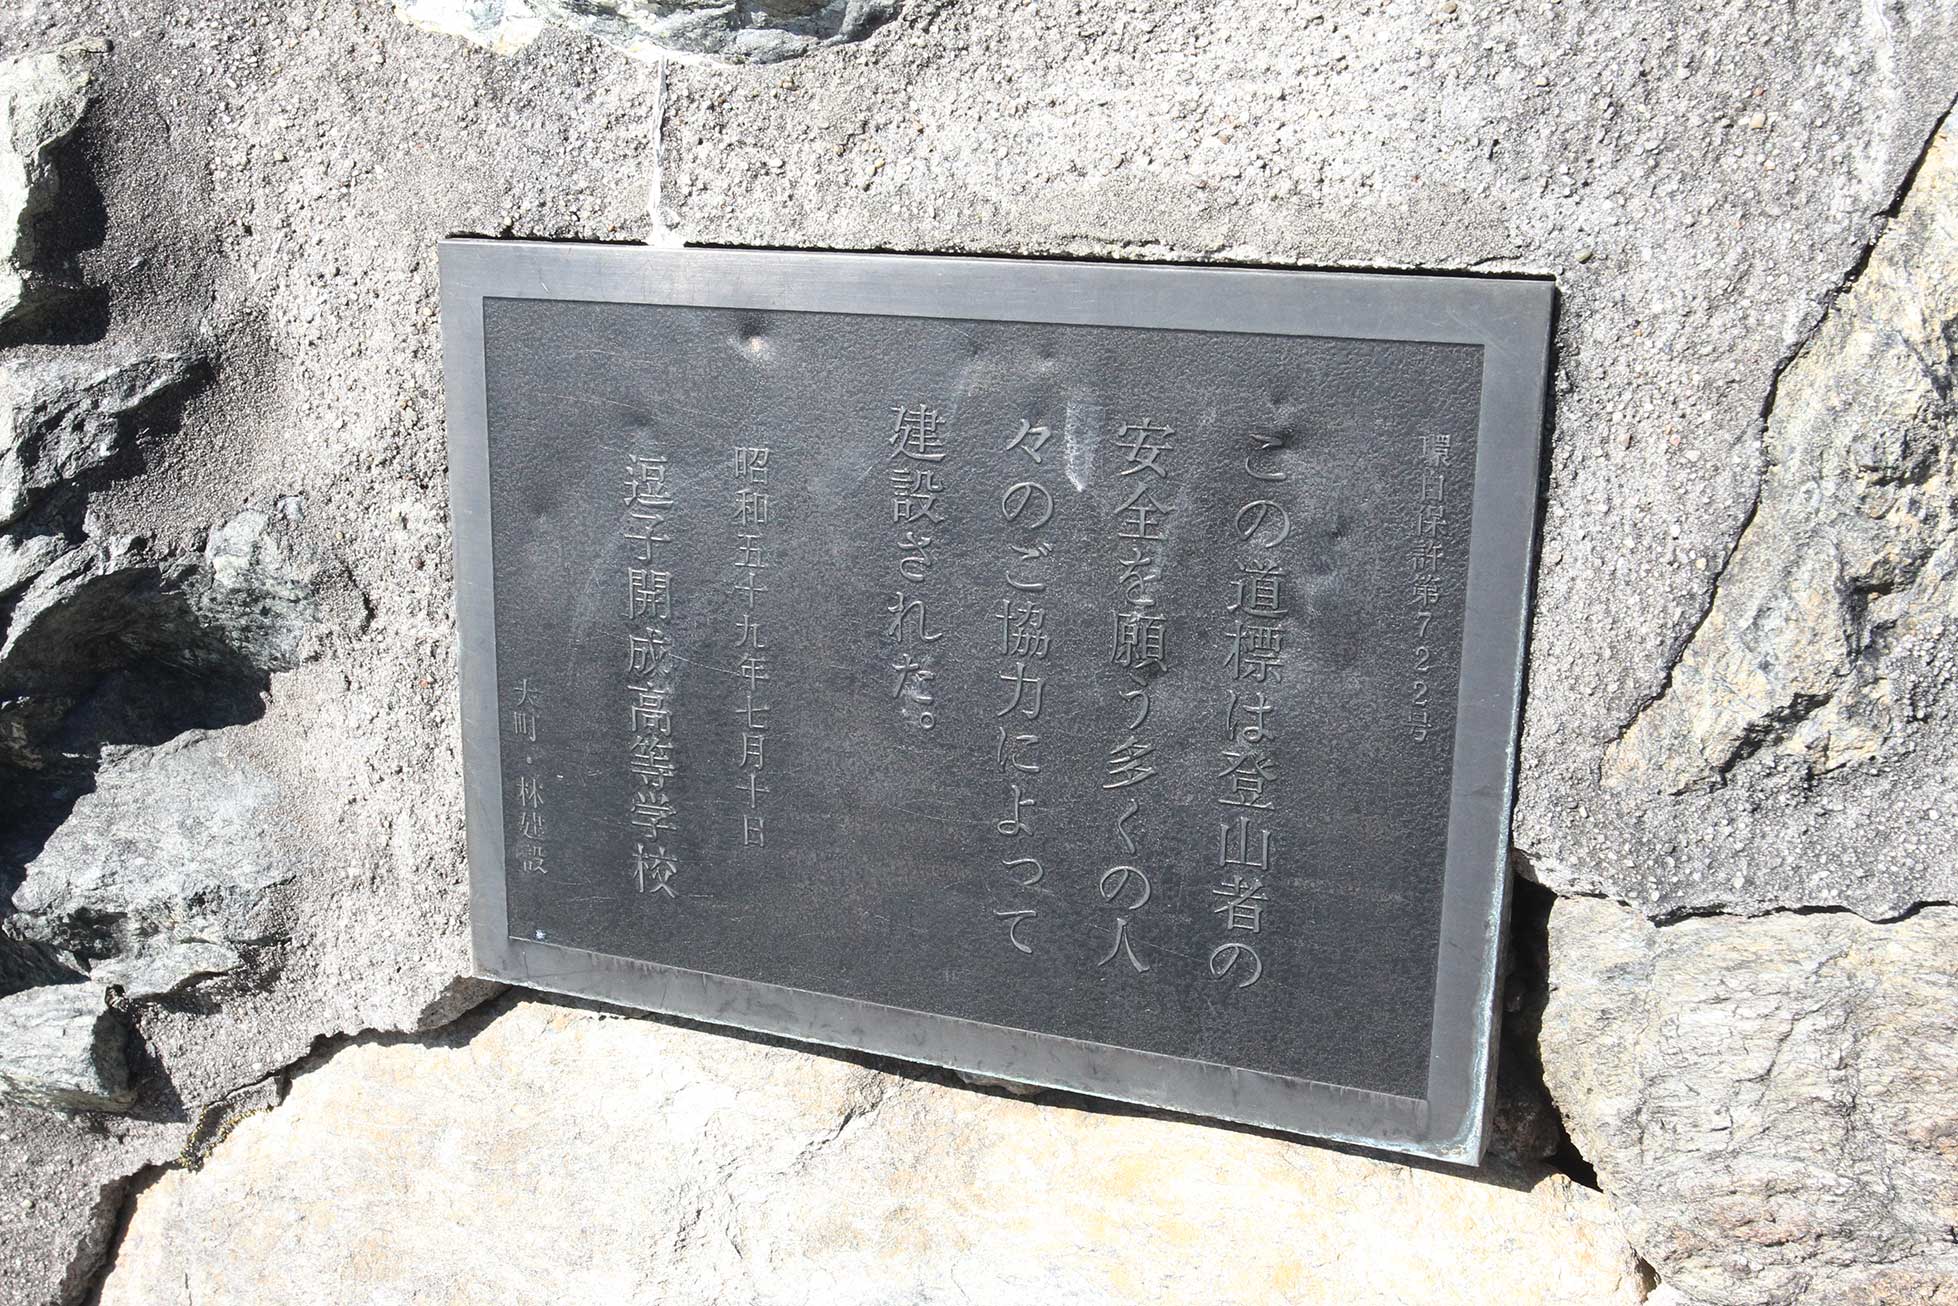 環自保許第722号
この道標は登山者の
安全を願う多くの人
々のご協力によって
建設された。
昭和五十九年七月十日
逗子開成高等学校
大町・林建設